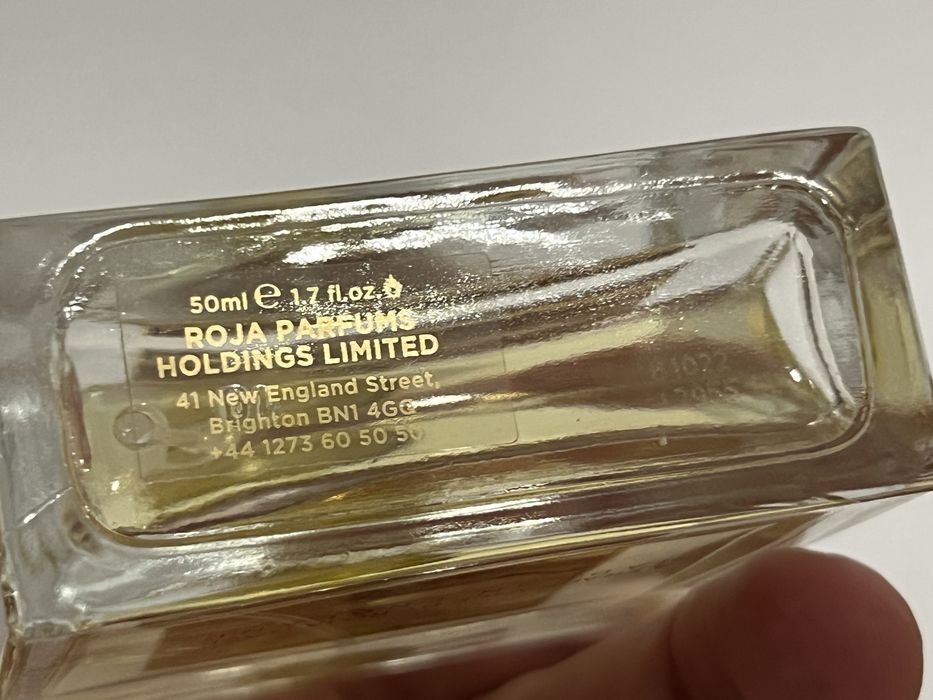 50ml ℮ 1.7 fl.oz.
ROJA PARFUMS
HOLDINGS LIMITED
41 New England Street,
Brighton BN1 4GQ
+44 1273 60 50 50